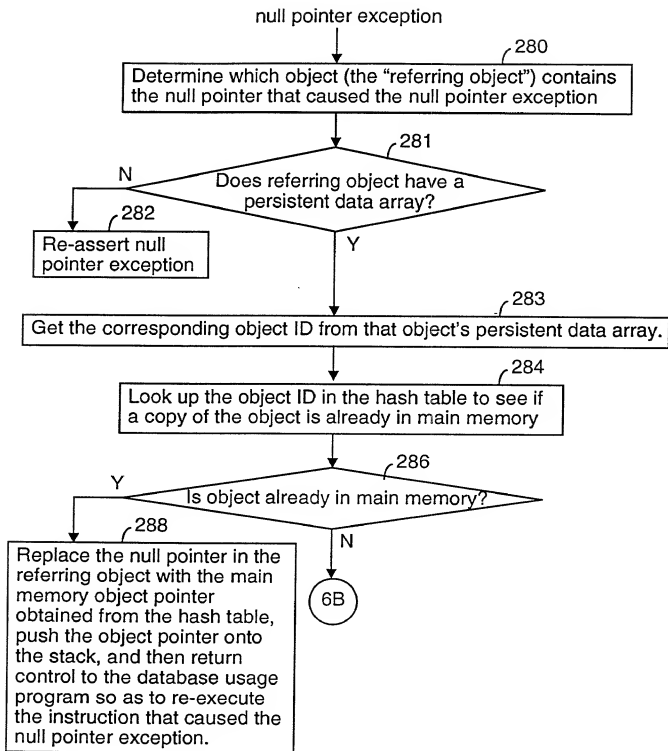 null pointer exception
280
Determine which object (the “referring object”) contains
the null pointer that caused the null pointer exception
281
N
Does referring object have a
persistent data array?
282
Y
Re-assert null
pointer exception
283
Get the corresponding object ID from that object's persistent data array.
284
Look up the object ID in the hash table to see if
a copy of the object is already in main memory
286
Y
Is object already in main memory?
288
N
Replace the null pointer in the
referring object with the main
memory object pointer
obtained from the hash table,
push the object pointer onto
the stack, and then return
control to the database usage
program so as to re-execute
the instruction that caused the
null pointer exception.
6B